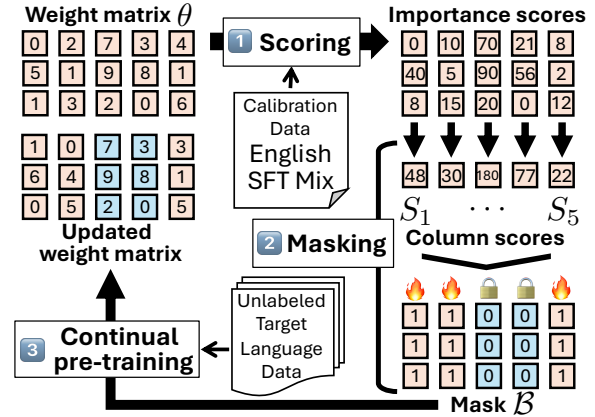 Weight matrix θ
0 2 7 3 4
5 1 9 8 1
1 3 2 0 6
1 Scoring
Calibration
Data
English
SFT Mix
Importance scores
0 10 70 21 8
40 5 90 56 2
8 15 20 0 12
48 30 180 77 22
S1 ... S5
Column scores
2 Masking
1 1 0 0 1
1 1 0 0 1
1 1 0 0 1
Mask B
Unlabeled
Target
Language
Data
3 Continual
pre-training
1 0 7 3 3
6 4 9 8 1
0 5 2 0 5
Updated
weight matrix